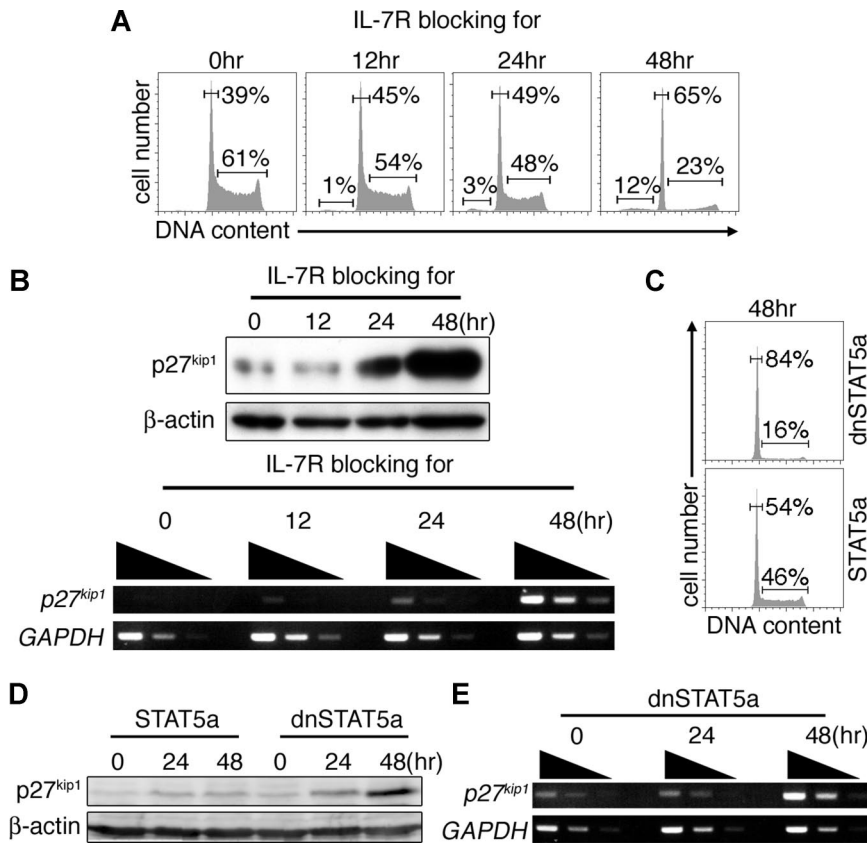 A
IL-7R blocking for
0hr 12hr 24hr 48hr
cell number
39% 45% 49% 65%
61% 54% 48% 23%
1% 3% 12%
DNA content
B
IL-7R blocking for
0 12 24 48(hr)
p27kip1
β-actin
IL-7R blocking for
0 12 24 48(hr)
p27kip1
GAPDH
C
48hr
84%
16%
dnSTAT5a
54%
46%
STAT5a
cell number
DNA content
D
STAT5a dnSTAT5a
0 24 48 0 24 48(hr)
p27kip1
β-actin
E
dnSTAT5a
0 24 48(hr)
p27kip1
GAPDH